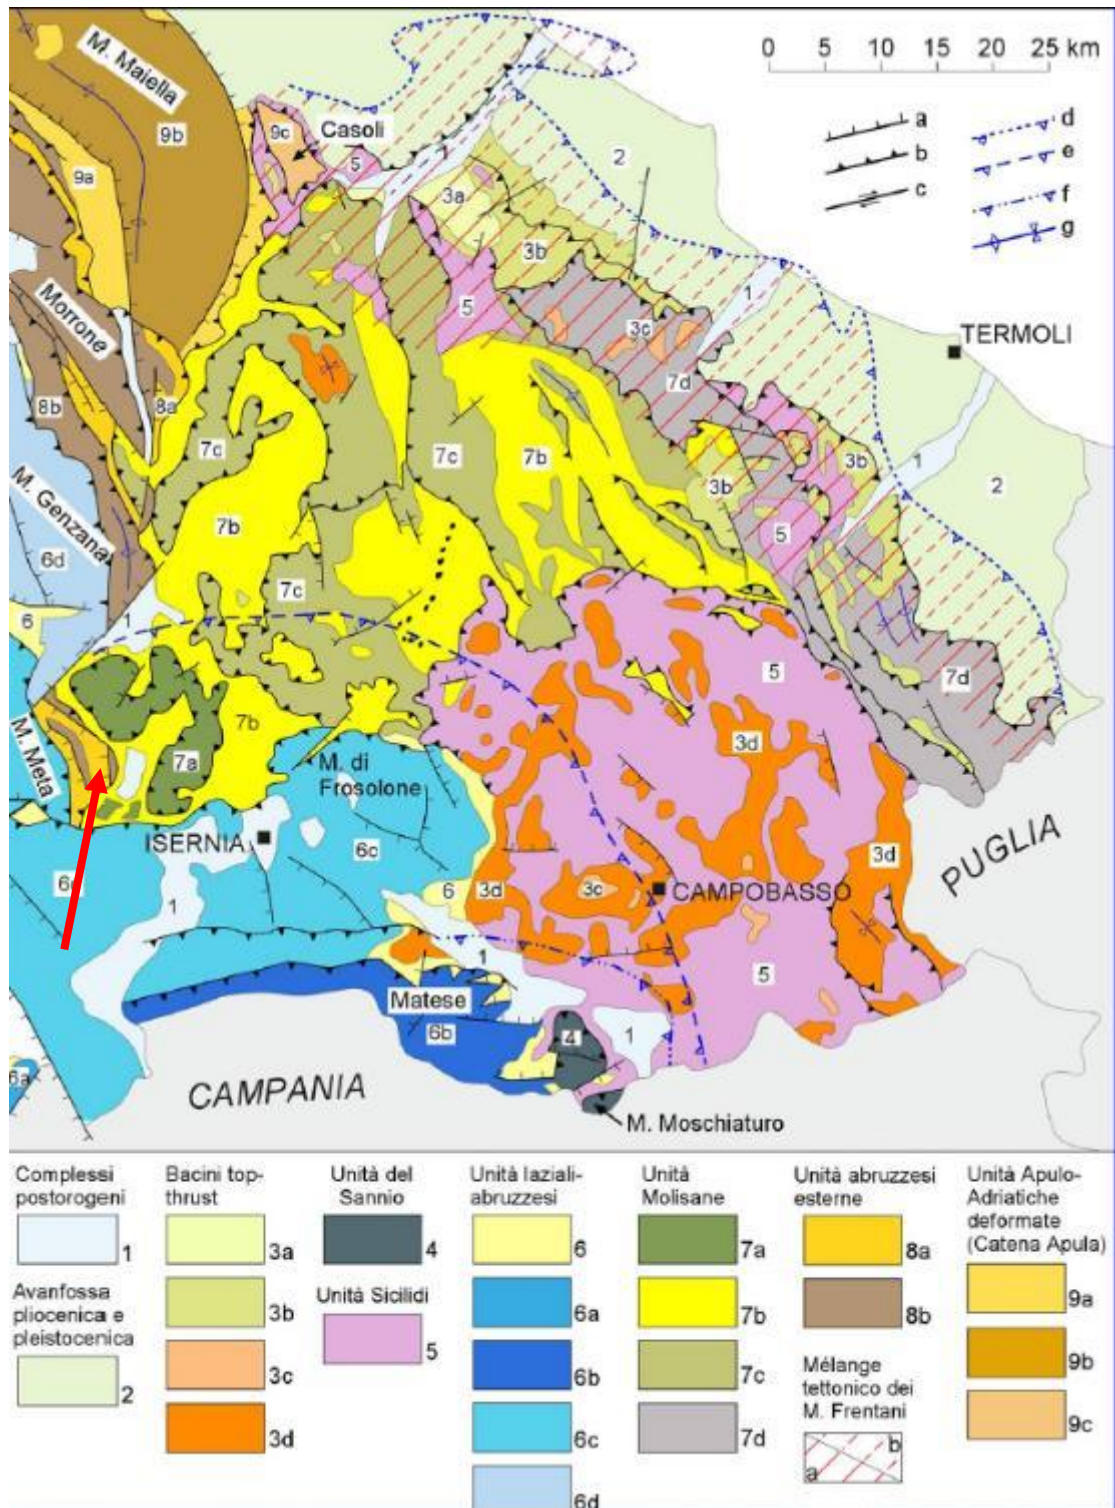 0 5 10 15 20 25 km
a
b
c
d
e
f
g
M. Maiella
9b
9c
Casoli
5
1
2
9a
3a
3b
Morrone
5
1
3c
TERMOLI
7d
8b
8a
7c
7c
7b
3b
3b
1
2
M. Genzana
7b
5
6d
7c
6
1
5
7d
7b
3d
M. Meta
7a
M. di
Frosolone
ISERNIA
6c
PUGLIA
6c
3d
6
3d
3c
CAMPOBASSO
1
1
5
Matese
6b
4
1
6a
CAMPANIA
M. Moschiaturo
Complessi
postorogeni
1
Avanfossa
pliocenica e
pleistocenica
2
Bacini top-
thrust
3a
3b
3c
3d
Unità del
Sannio
4
Unità Sicilidi
5
Unità laziali-
abruzzesi
6
6a
6b
6c
6d
Unità
Molisane
7a
7b
7c
7d
Unità abruzzesi
esterne
8a
8b
Mélange
tettonico dei
M. Frentani
a b
Unità Apulo-
Adriatiche
deformate
(Catena Apula)
9a
9b
9c